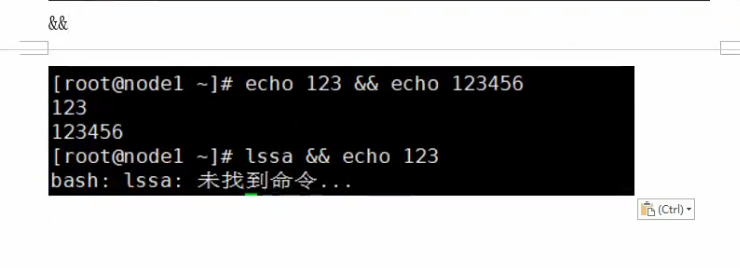 &&
[root@node1 ~]# echo 123 && echo 123456
123
123456
[root@node1 ~]# lssa && echo 123
bash: lssa: 未找到命令...
(Ctrl)